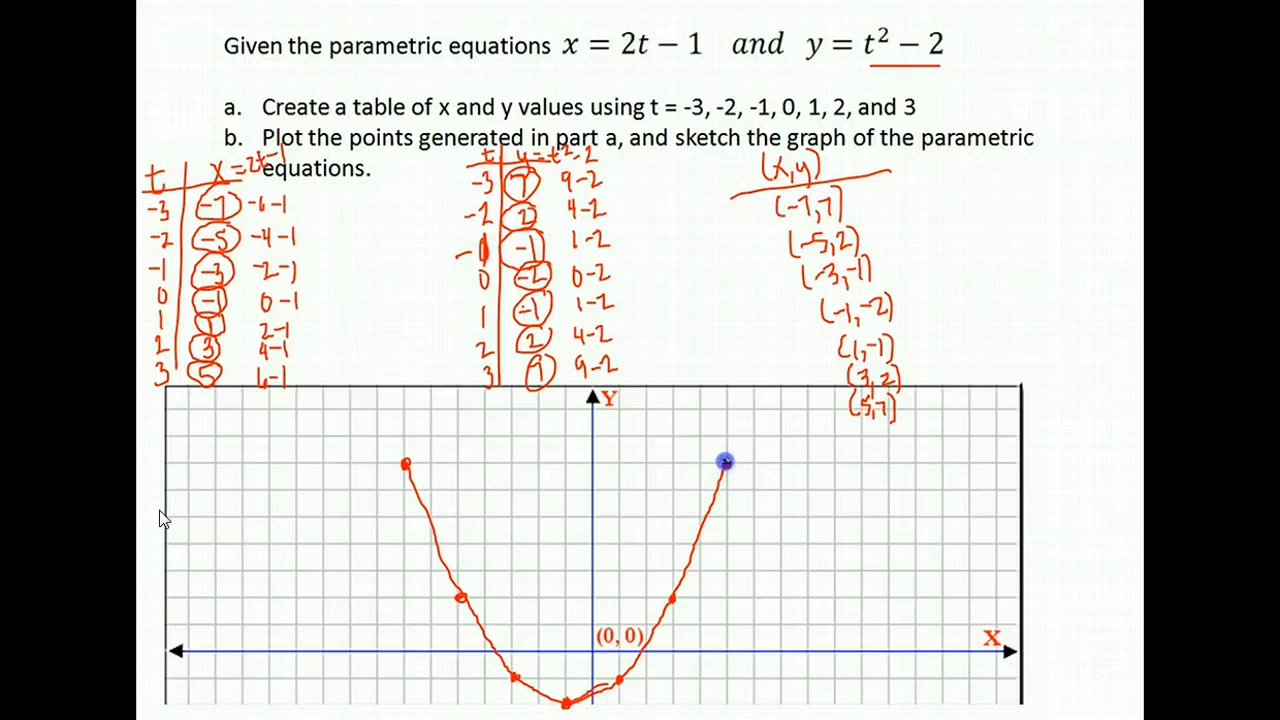 Given the parametric equations x = 2t − 1 and y = t² − 2
a. Create a table of x and y values using t = -3, -2, -1, 0, 1, 2, and 3
b. Plot the points generated in part a, and sketch the graph of the parametric
equations.
t x = 2t-1
-3 -7 -6-1
-2 -5 -4-1
-1 -3 -2-1
0 -1 0-1
1 1 2-1
2 3 4-1
3 5 6-1
t y = t²-2
-3 7 9-2
-2 2 4-2
-1 -1 1-2
0 -2 0-2
1 -1 1-2
2 2 4-2
3 9-2
(x,y)
(-7,7)
(-5,2)
(-3,-1)
(-1,-2)
(1,-1)
(3,2)
(5,7)
Y
(0, 0)
X